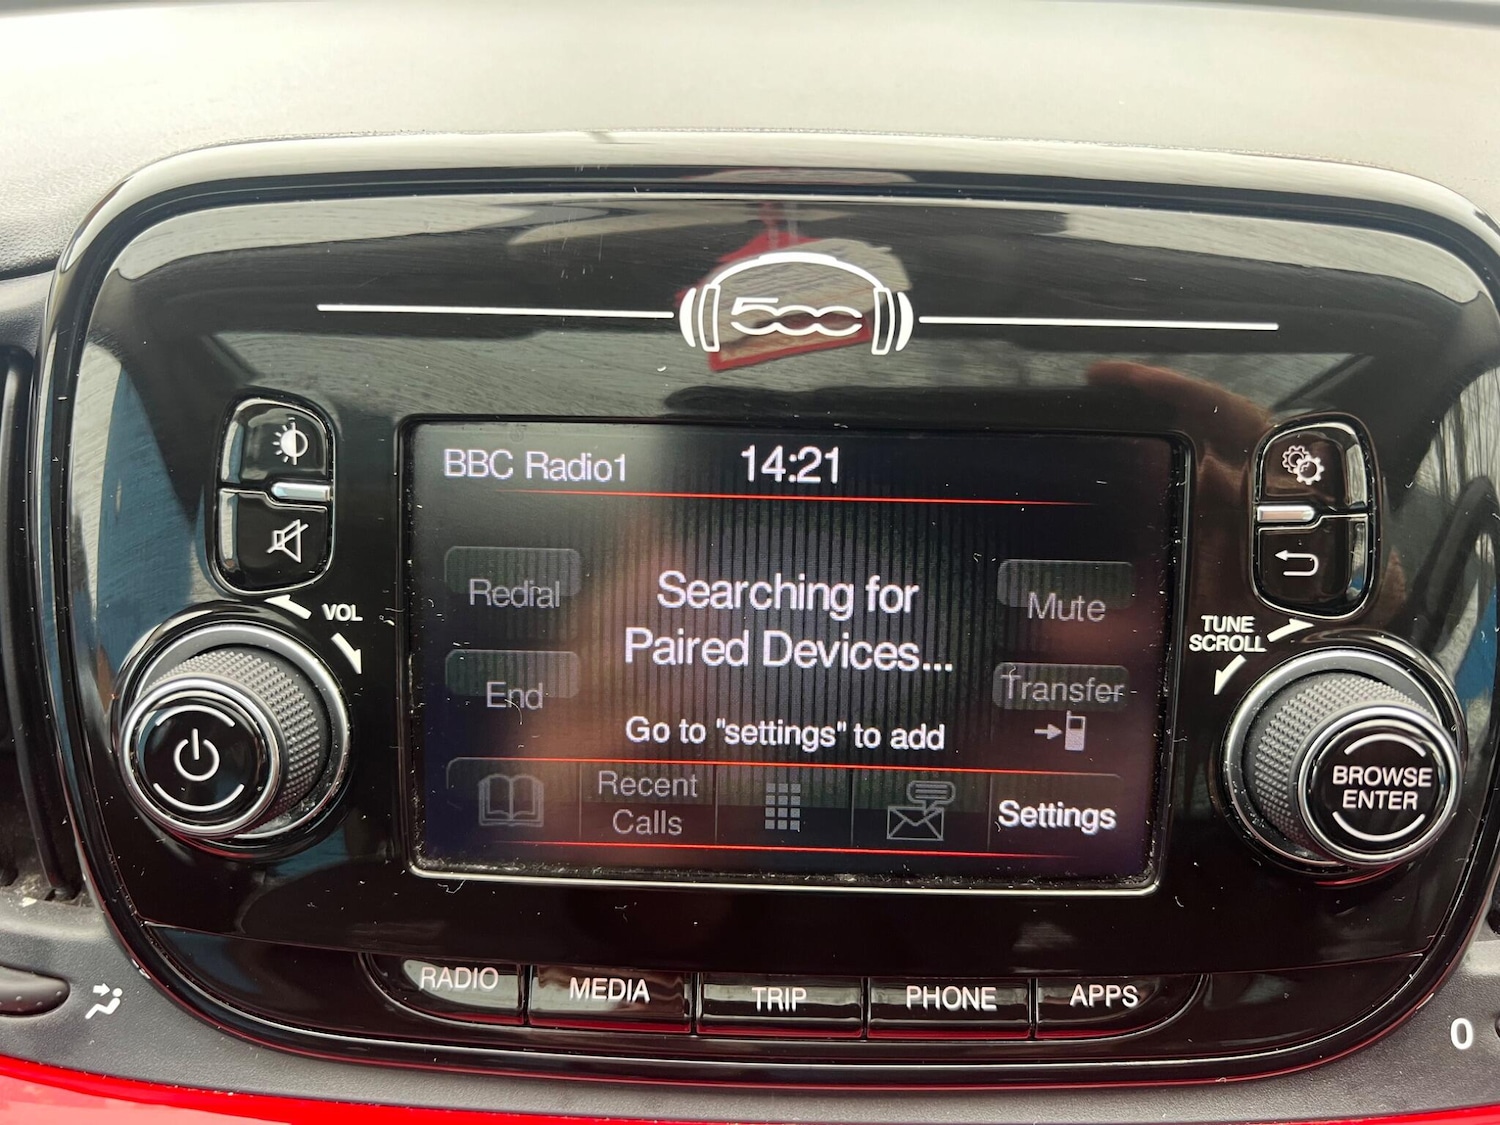 500
BBC Radio1 14:21
VOL
TUNE
SCROLL
Redial
Searching for
Paired Devices...
Mute
End
Transfer
Go to "settings" to add
Recent
Calls
Settings
BROWSE
ENTER
RADIO MEDIA TRIP PHONE APPS
0